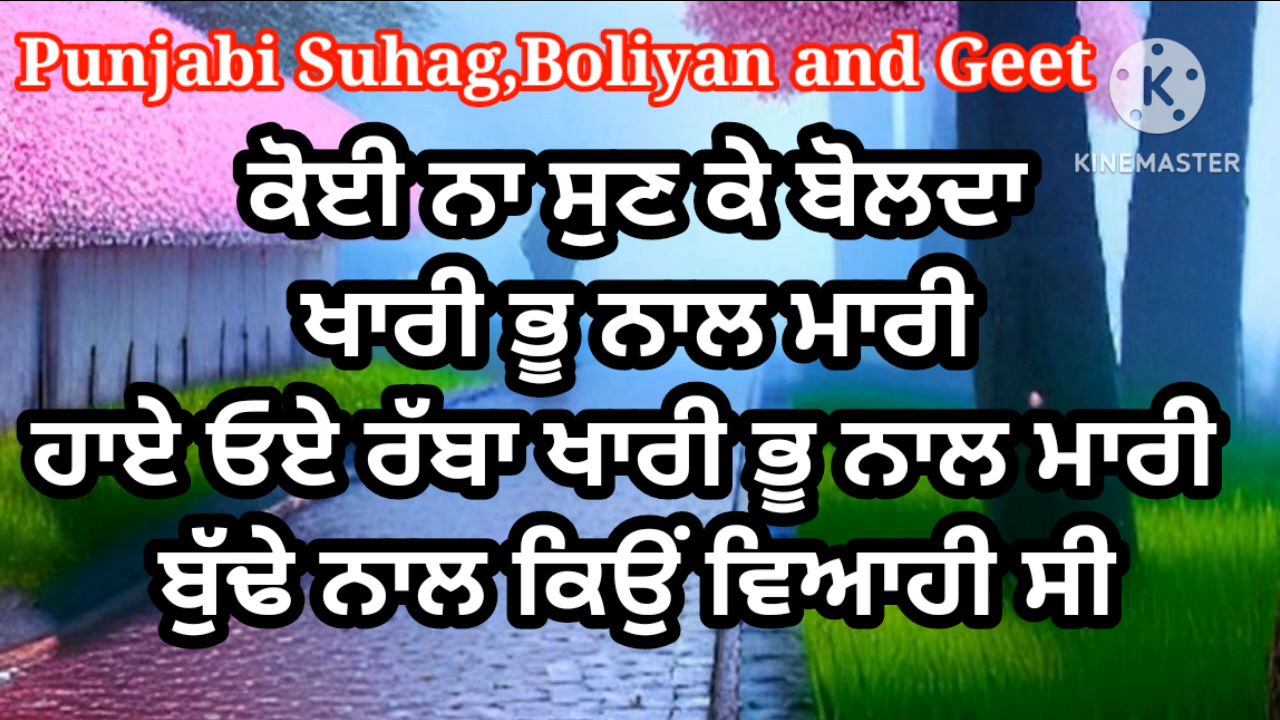 Punjabi Suhag,Boliyan and Geet
K
KINEMASTER
ਕੋਈ ਨਾ ਸੁਣ ਕੇ ਬੋਲਦਾ
ਖਾਰੀ ਭੂ ਨਾਲ ਮਾਰੀ
ਹਾਏ ਓਏ ਰੱਬਾ ਖਾਰੀ ਭੂ ਨਾਲ ਮਾਰੀ
ਬੁੱਢੇ ਨਾਲ ਕਿਉਂ ਵਿਆਹੀ ਸੀ